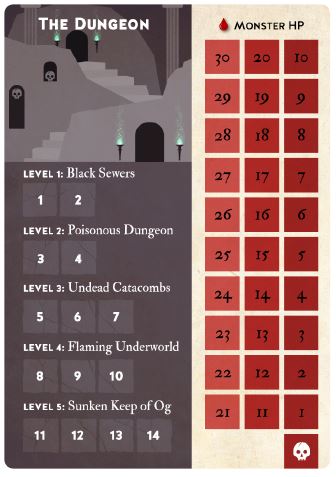 THE DUNGEON
LEVEL 1: Black Sewers
1 2
LEVEL 2: Poisonous Dungeon
3 4
LEVEL 3: Undead Catacombs
5 6 7
LEVEL 4: Flaming Underworld
8 9 10
LEVEL 5: Sunken Keep of Og
11 12 13 14
MONSTER HP
30 20 10
29 19 9
28 18 8
27 17 7
26 16 6
25 15 5
24 14 4
23 13 3
22 12 2
21 11 1